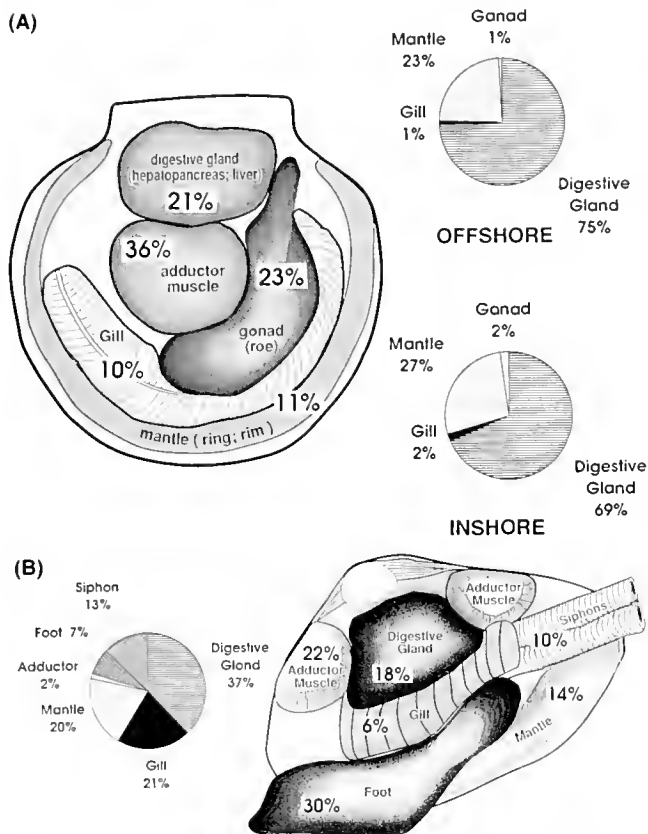 (A)
Ganad
1%
Mantle
23%
Gill
1%
Digestive
Gland
75%
OFFSHORE
digestive gland
(hepatopancreas; liver)
21%
36%
adductor
muscle
23%
gonad
(roe)
Gill
10%
11%
mantle ( ring; rim )
Ganad
2%
Mantle
27%
Gill
2%
Digestive
Gland
69%
INSHORE
(B)
Siphon
13%
Foot 7%
Adductor
2%
Mantle
20%
Gill
21%
Digestive
Glond
37%
Adductor
Muscle
Siphons
10%
Digestive
Gland
18%
22%
Adductor
Muscle
6%
Gill
14%
Mantle
30%
Foot